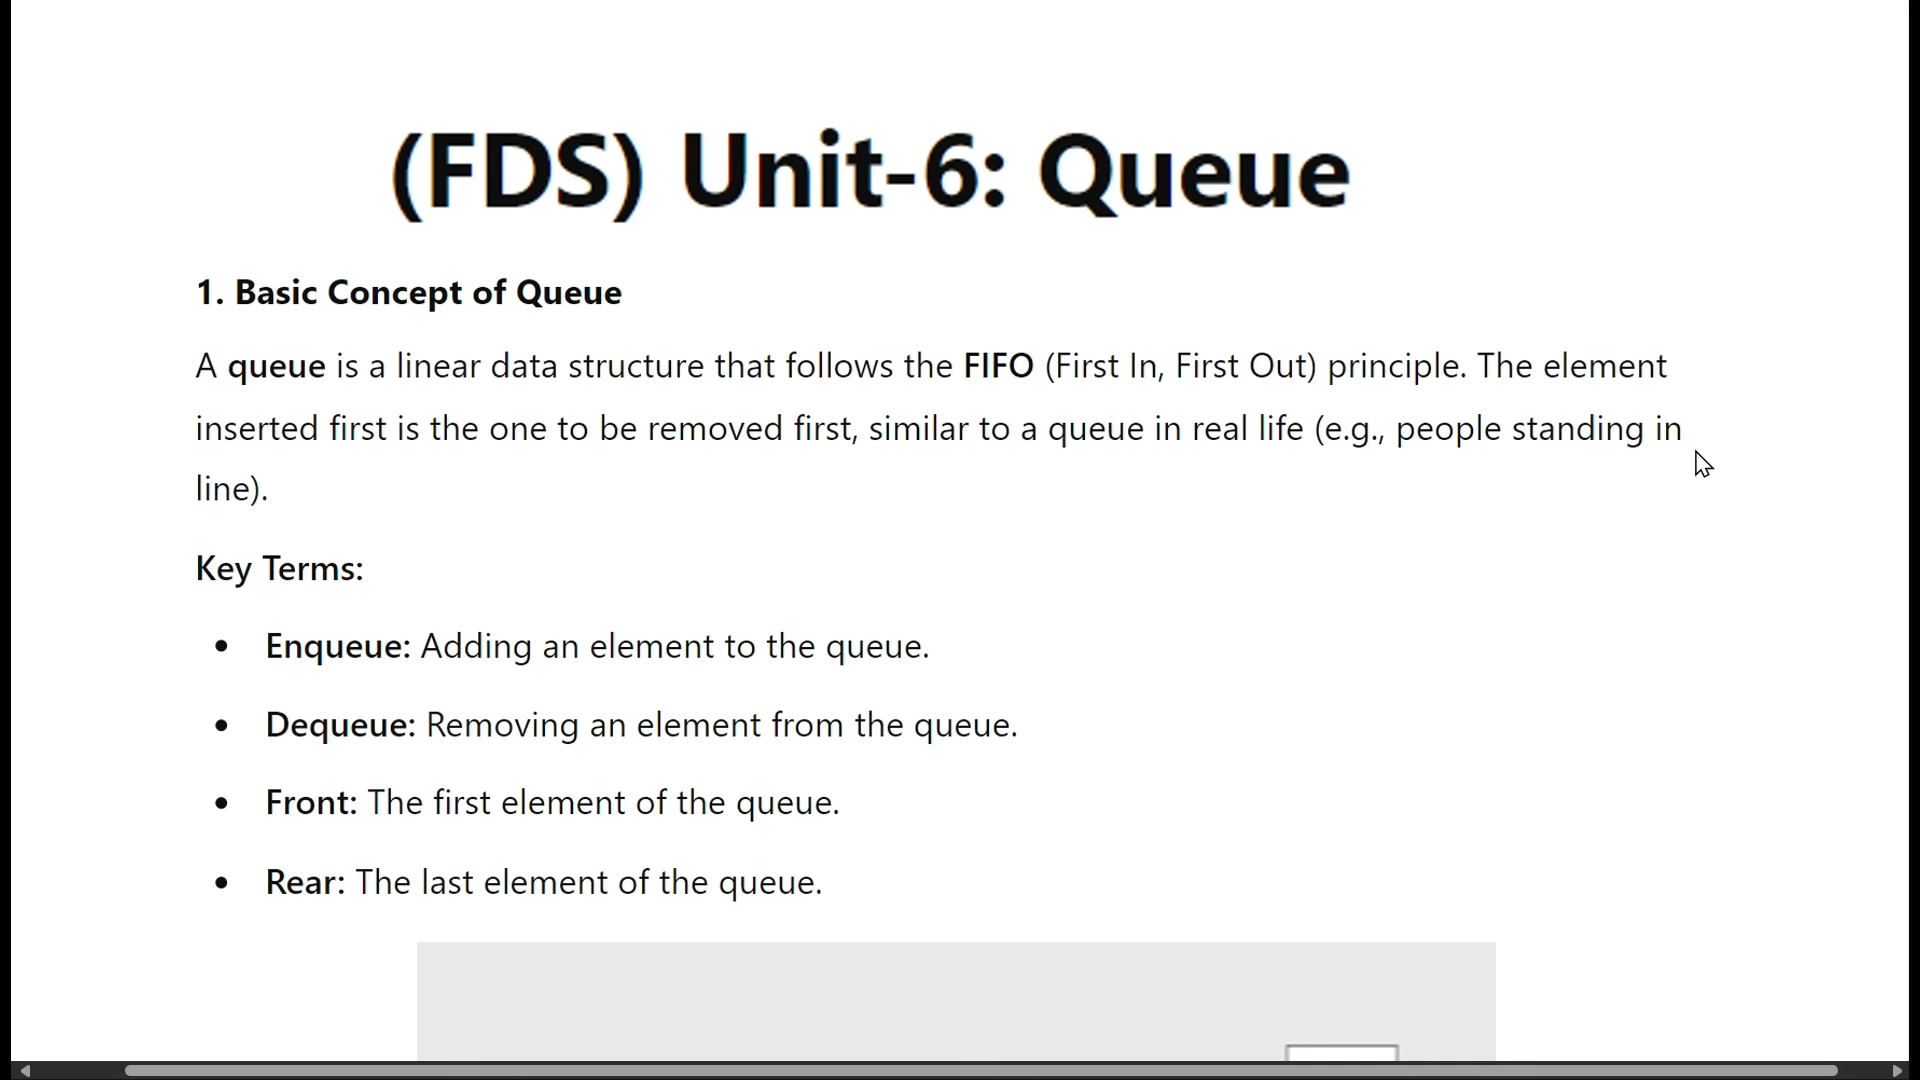 (FDS) Unit-6: Queue
1. Basic Concept of Queue
A queue is a linear data structure that follows the FIFO (First In, First Out) principle. The element
inserted first is the one to be removed first, similar to a queue in real life (e.g., people standing in
line).
Key Terms:
• Enqueue: Adding an element to the queue.
• Dequeue: Removing an element from the queue.
• Front: The first element of the queue.
• Rear: The last element of the queue.